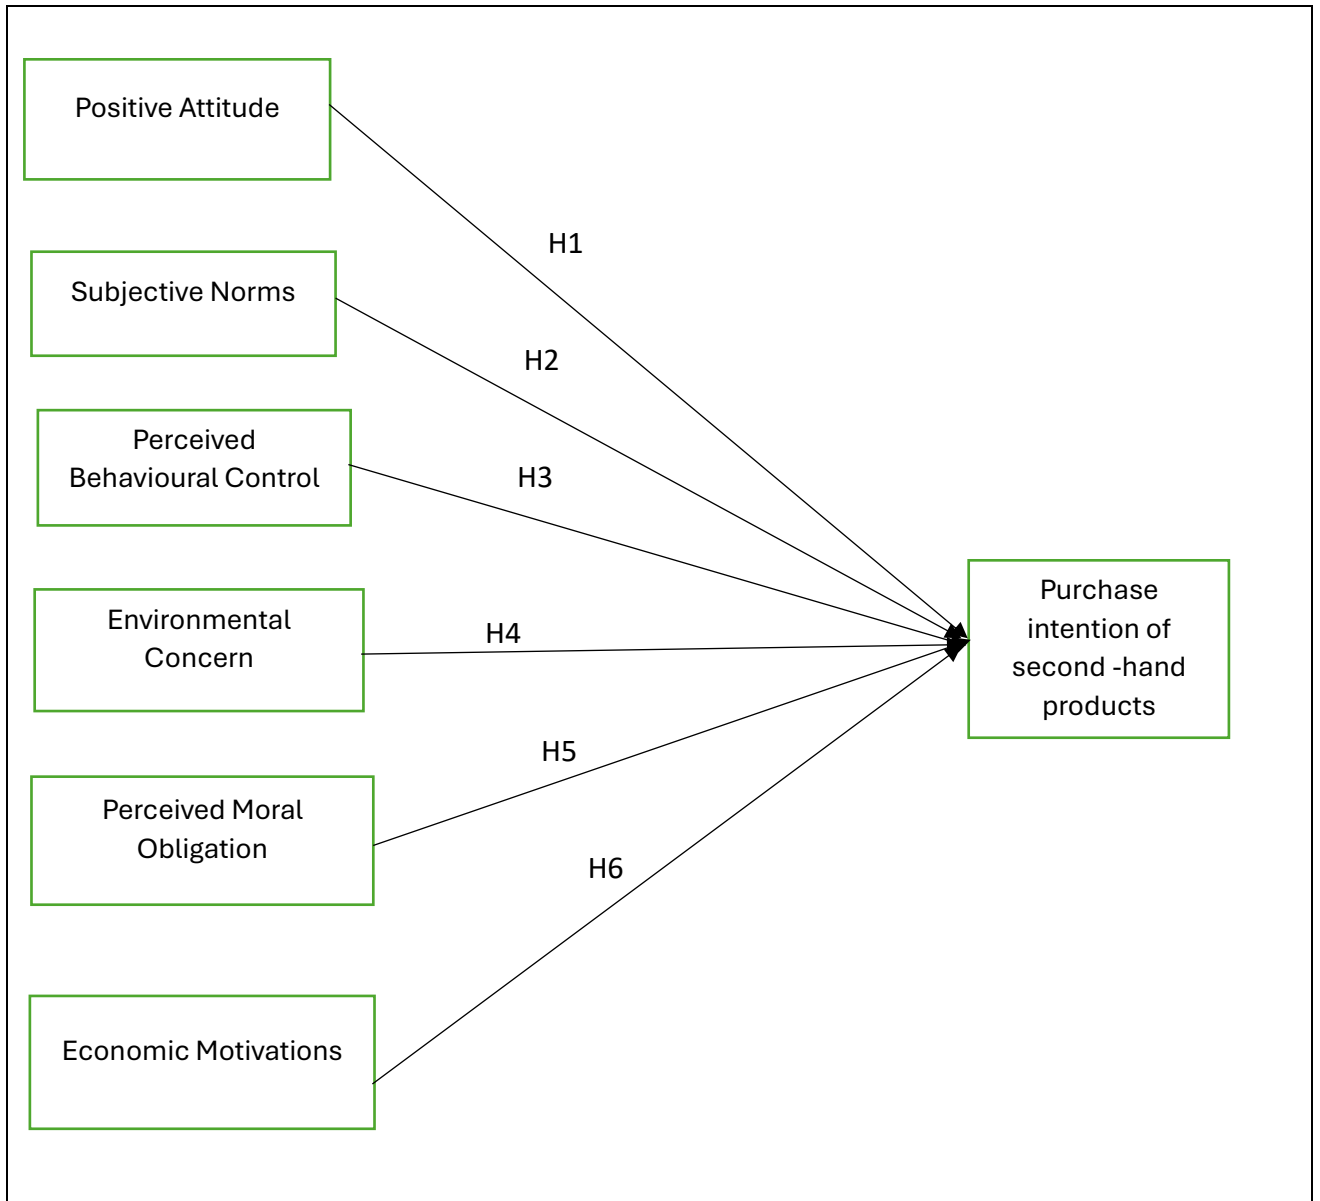 Positive Attitude
H1
Subjective Norms
H2
Perceived
Behavioural Control
H3
Environmental
Concern
H4
Purchase
intention of
second -hand
products
Perceived Moral
Obligation
H5
H6
Economic Motivations